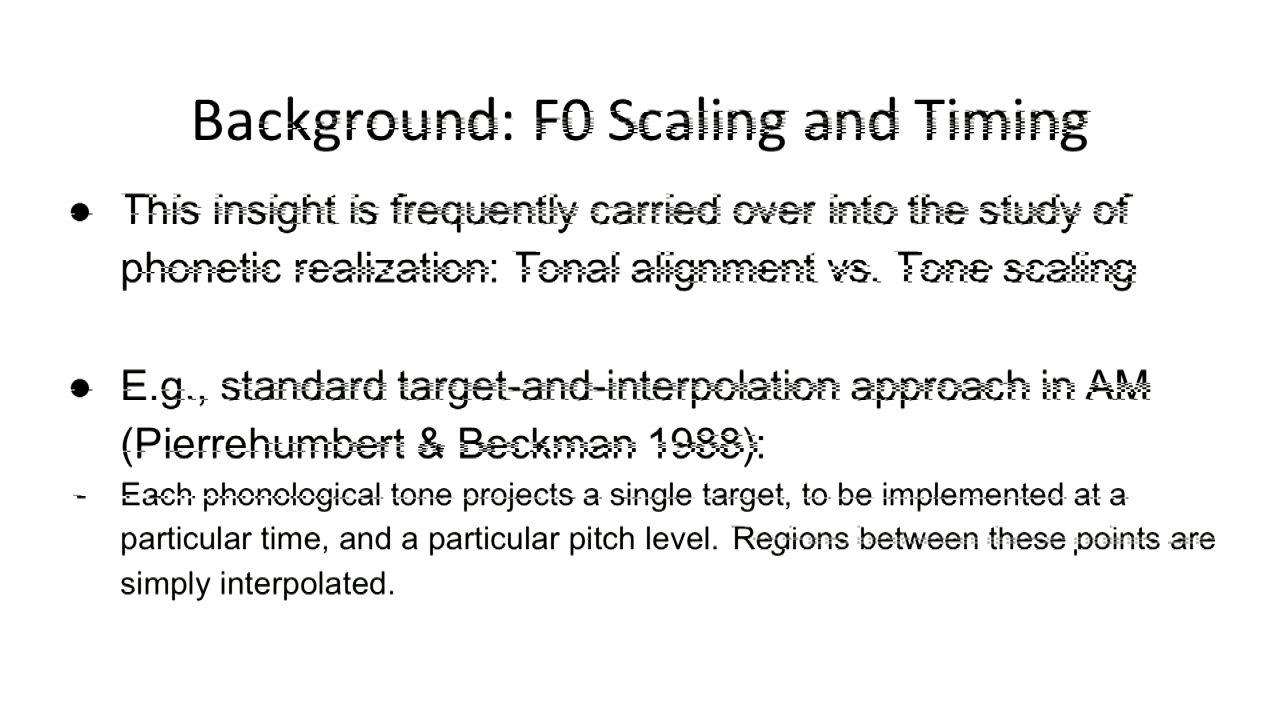 Background: F0 Scaling and Timing
● This insight is frequently carried over into the study of
phonetic realization: Tonal alignment vs. Tone scaling
● E.g., standard target-and-interpolation approach in AM
(Pierrehumbert & Beckman 1988):
- Each phonological tone projects a single target, to be implemented at a
particular time, and a particular pitch level. Regions between these points are
simply interpolated.